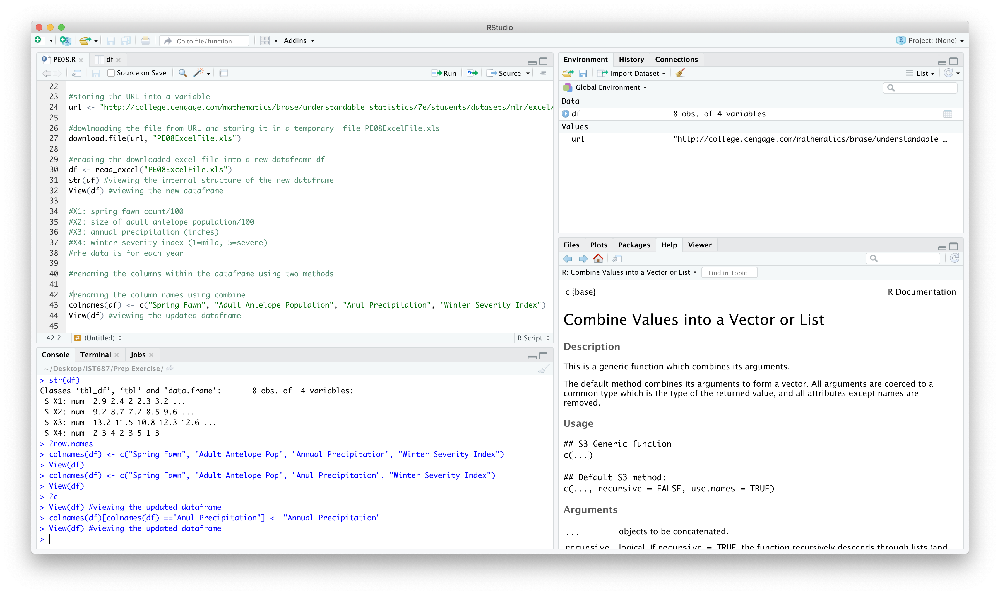 RStudio
Go to file/function
Addins
Project: (None)
PE08.R
df
Source on Save
Run
Source
22
23 #storing the URL into a variable
24 url <- "http://college.cengage.com/mathematics/brase/understandable_statistics/7e/students/datasets/mlr/excel/
25
26 #dowlnoading the file from URL and storing it in a temporary  file PE08ExcelFile.xls
27 download.file(url, "PE08ExcelFile.xls")
28
29 #reading the downloaded excel file into a new dataframe df
30 df <- read_excel("PE08ExcelFile.xls")
31 str(df) #viewing the internal structure of the new dataframe
32 View(df) #viewing the new dataframe
33
34 #X1: spring fawn count/100
35 #X2: size of adult antelope population/100
36 #X3: annual precipitation (inches)
37 #X4: winter severity index (1=mild, 5=severe)
38 #rhe data is for each year
39
40 #renaming the columns within the dataframe using two methods
41
42 #renaming the column names using combine
43 colnames(df) <- c("Spring Fawn", "Adult Antelope Population", "Anul Precipitation", "Winter Severity Index")
44 View(df) #viewing the updated dataframe
45
42:2 # (Untitled) R Script
Console Terminal Jobs
~/Desktop/IST687/Prep Exercise/
> str(df)
Classes ‘tbl_df’, ‘tbl’ and 'data.frame':       8 obs. of  4 variables:
$ X1: num  2.9 2.4 2 2.3 3.2 ...
$ X2: num  9.2 8.7 7.2 8.5 9.6 ...
$ X3: num  13.2 11.5 10.8 12.3 12.6 ...
$ X4: num  2 3 4 2 3 5 1 3
> ?row.names
> colnames(df) <- c("Spring Fawn", "Adult Antelope Pop", "Annual Precipitation", "Winter Severity Index")
> View(df)
> colnames(df) <- c("Spring Fawn", "Adult Antelope Pop", "Anul Precipitation", "Winter Severity Index")
> View(df)
> ?c
> View(df) #viewing the updated dataframe
> colnames(df)[colnames(df) =="Anul Precipitation"] <- "Annual Precipitation"
> View(df) #viewing the updated dataframe
>
Environment History Connections
Import Dataset
List
Global Environment
Data
df 8 obs. of 4 variables
Values
url "http://college.cengage.com/mathematics/brase/understandable_…
Files Plots Packages Help Viewer
R: Combine Values into a Vector or List
Find in Topic
c {base} R Documentation
Combine Values into a Vector or List
Description
This is a generic function which combines its arguments.
The default method combines its arguments to form a vector. All arguments are coerced to a
common type which is the type of the returned value, and all attributes except names are
removed.
Usage
## S3 Generic function
c(...)
## Default S3 method:
c(..., recursive = FALSE, use.names = TRUE)
Arguments
... objects to be concatenated.
recursive logical. If recursive = TRUE, the function recursively descends through lists (and